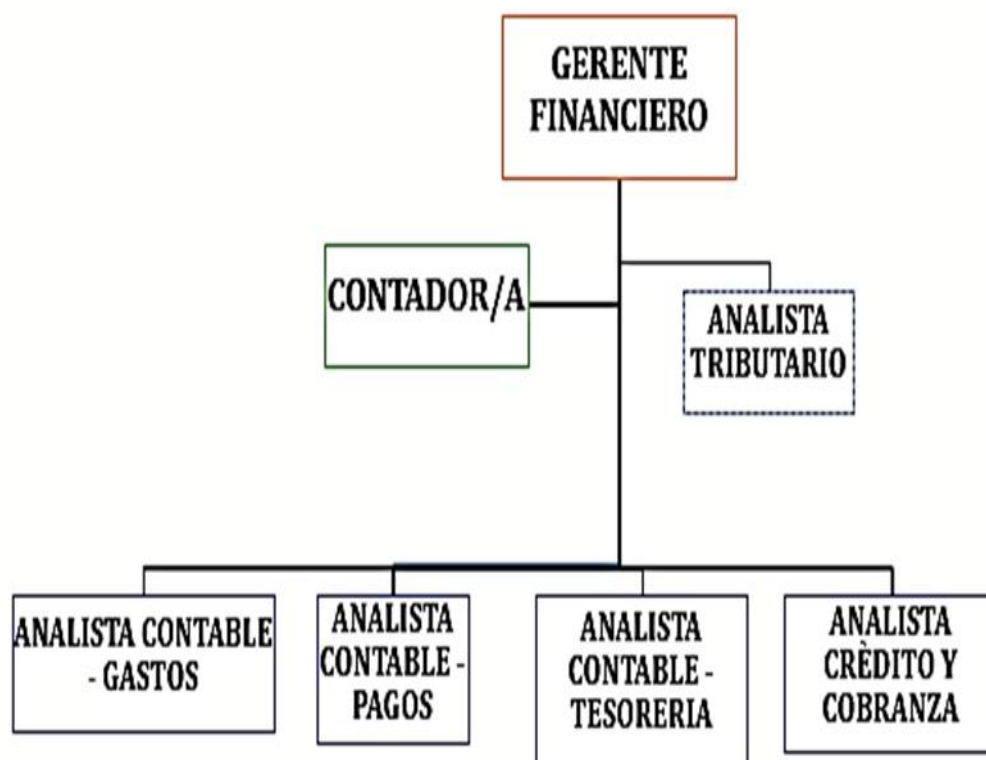 GERENTE
FINANCIERO
CONTADOR/A
ANALISTA
TRIBUTARIO
ANALISTA CONTABLE
- GASTOS
ANALISTA
CONTABLE -
PAGOS
ANALISTA
CONTABLE -
TESORERIA
ANALISTA
CRÈDITO Y
COBRANZA